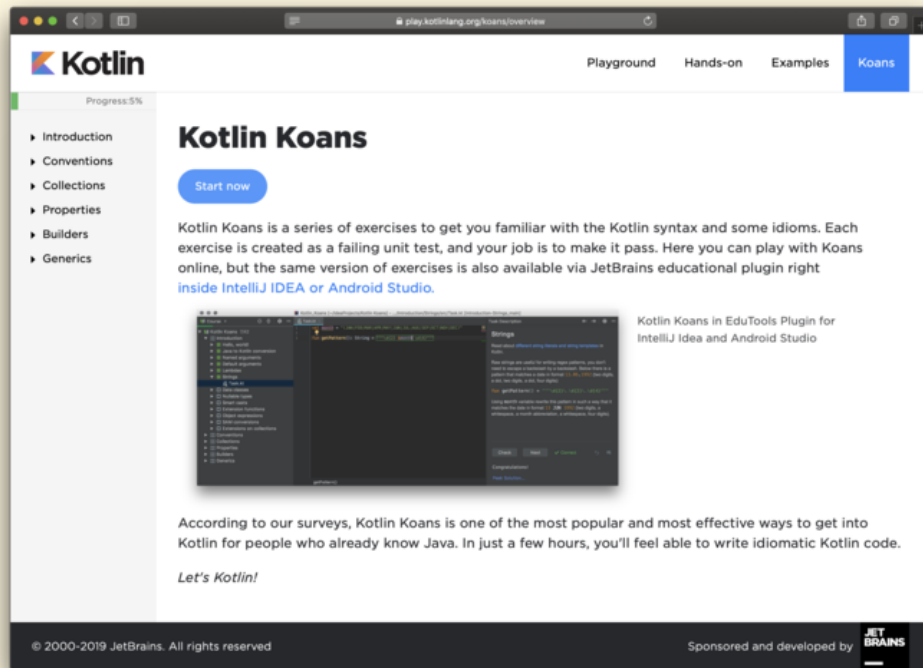 play.kotlinlang.org/koans/overview
Kotlin
Playground
Hands-on
Examples
Koans
Progress:5%
Introduction
Conventions
Collections
Properties
Builders
Generics
Kotlin Koans
Start now
Kotlin Koans is a series of exercises to get you familiar with the Kotlin syntax and some idioms. Each
exercise is created as a failing unit test, and your job is to make it pass. Here you can play with Koans
online, but the same version of exercises is also available via JetBrains educational plugin right
inside IntelliJ IDEA or Android Studio.
Task Description
Strings
Check
Next
Congratulations!
Kotlin Koans in EduTools Plugin for
IntelliJ Idea and Android Studio
According to our surveys, Kotlin Koans is one of the most popular and most effective ways to get into
Kotlin for people who already know Java. In just a few hours, you'll feel able to write idiomatic Kotlin code.
Let's Kotlin!
© 2000-2019 JetBrains. All rights reserved
Sponsored and developed by
JET
BRAINS